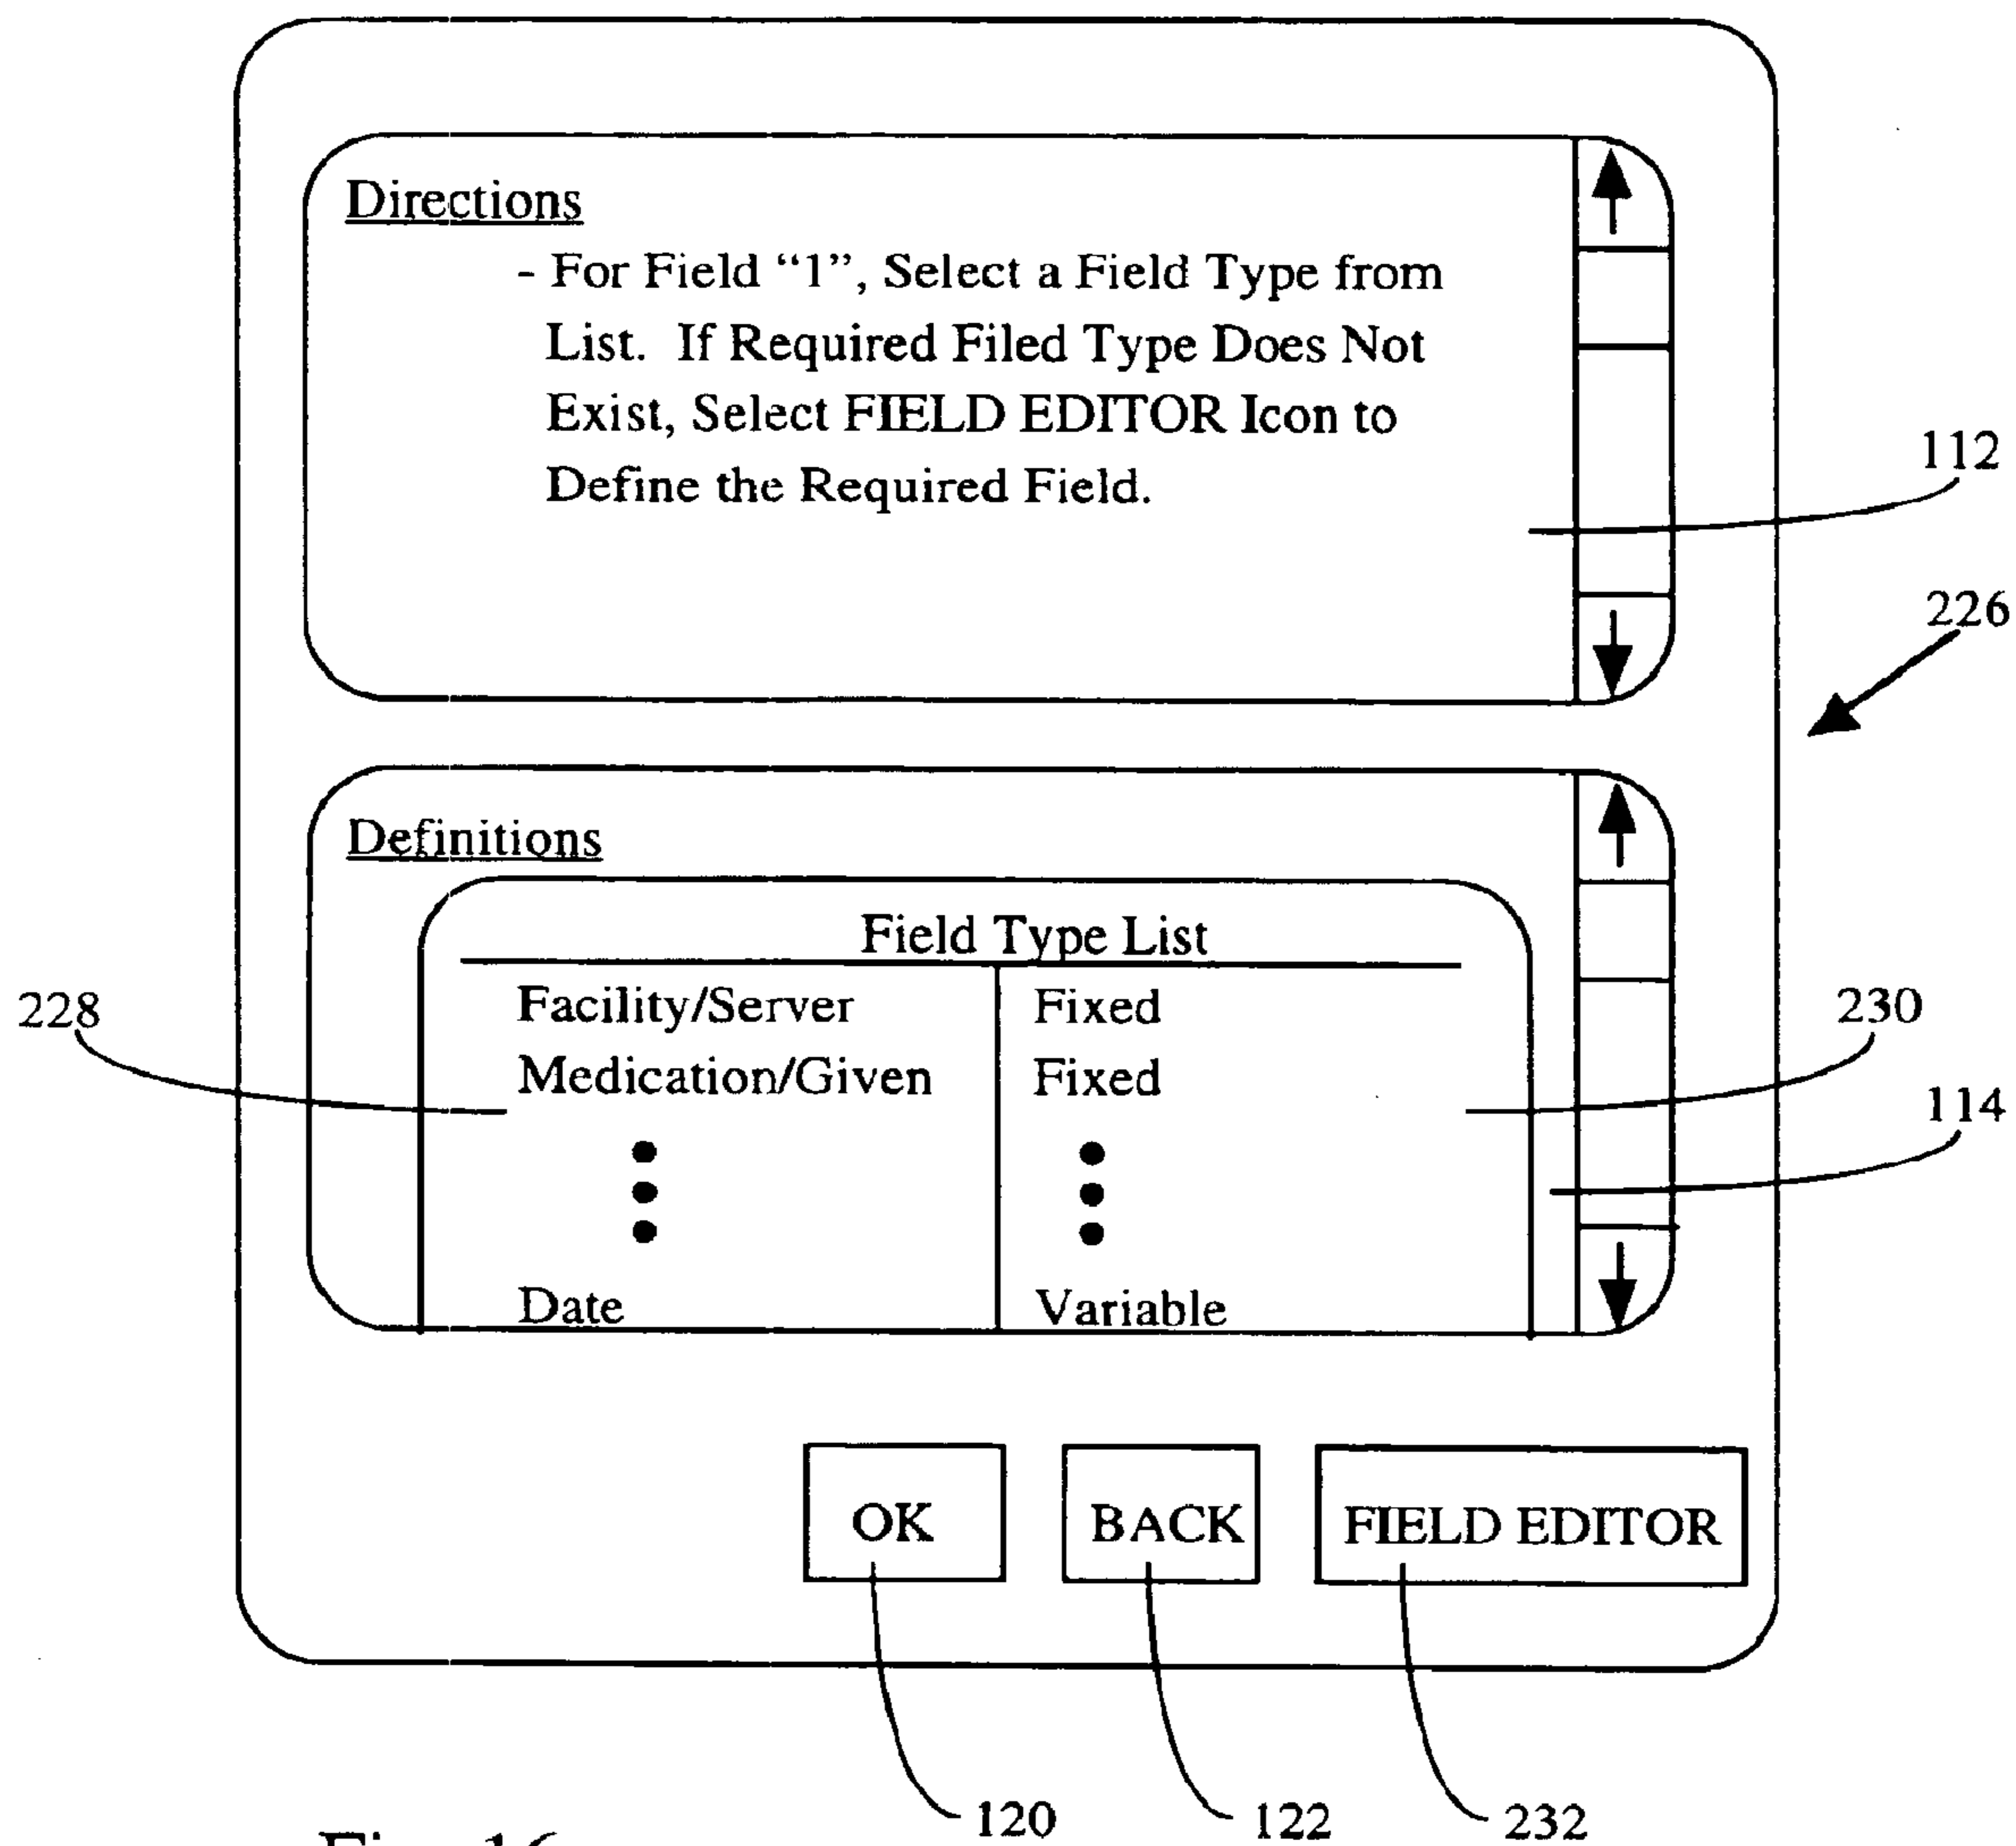 Directions
- For Field “1”, Select a Field Type from
List. If Required Filed Type Does Not
Exist, Select FIELD EDITOR Icon to
Define the Required Field.
112
226
Definitions
Field Type List
Facility/Server Fixed
Medication/Given Fixed
Date Variable
228
230
114
OK BACK FIELD EDITOR
120 122 232
Fig. 16